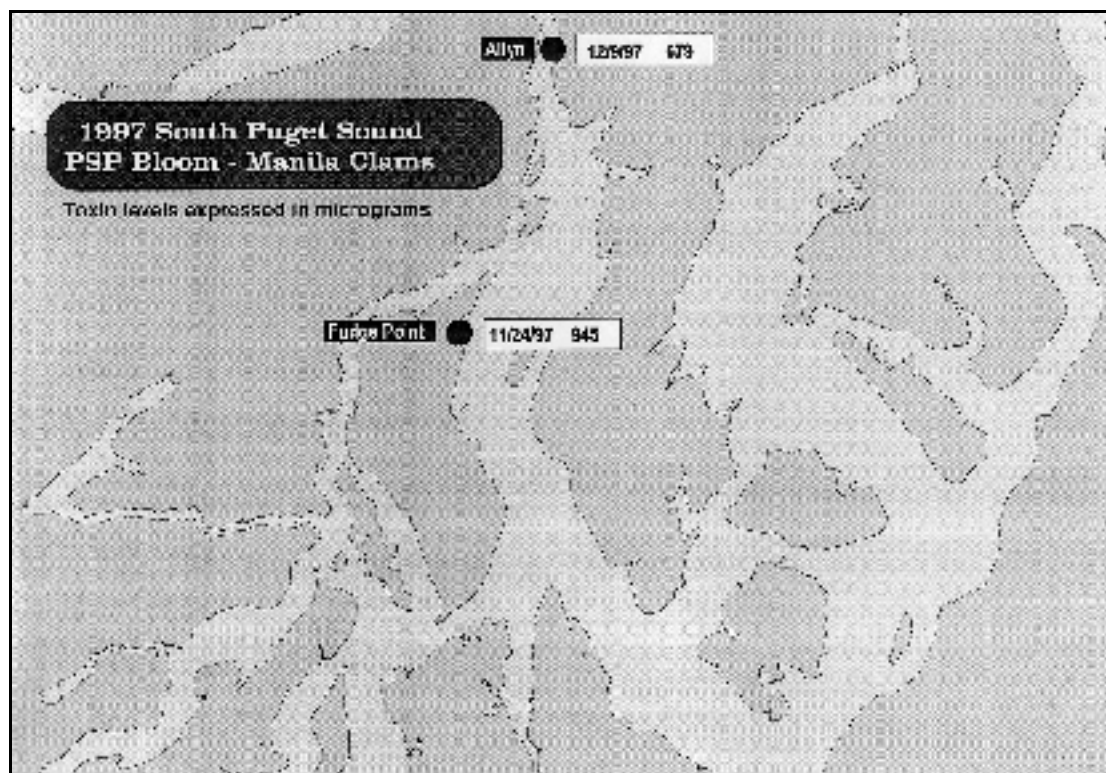 Allyn 12/9/97
1997 South Puget Sound
PSP Bloom - Manila Clams
Toxin levels expressed in micrograms
Fudge Point 11/24/97 945